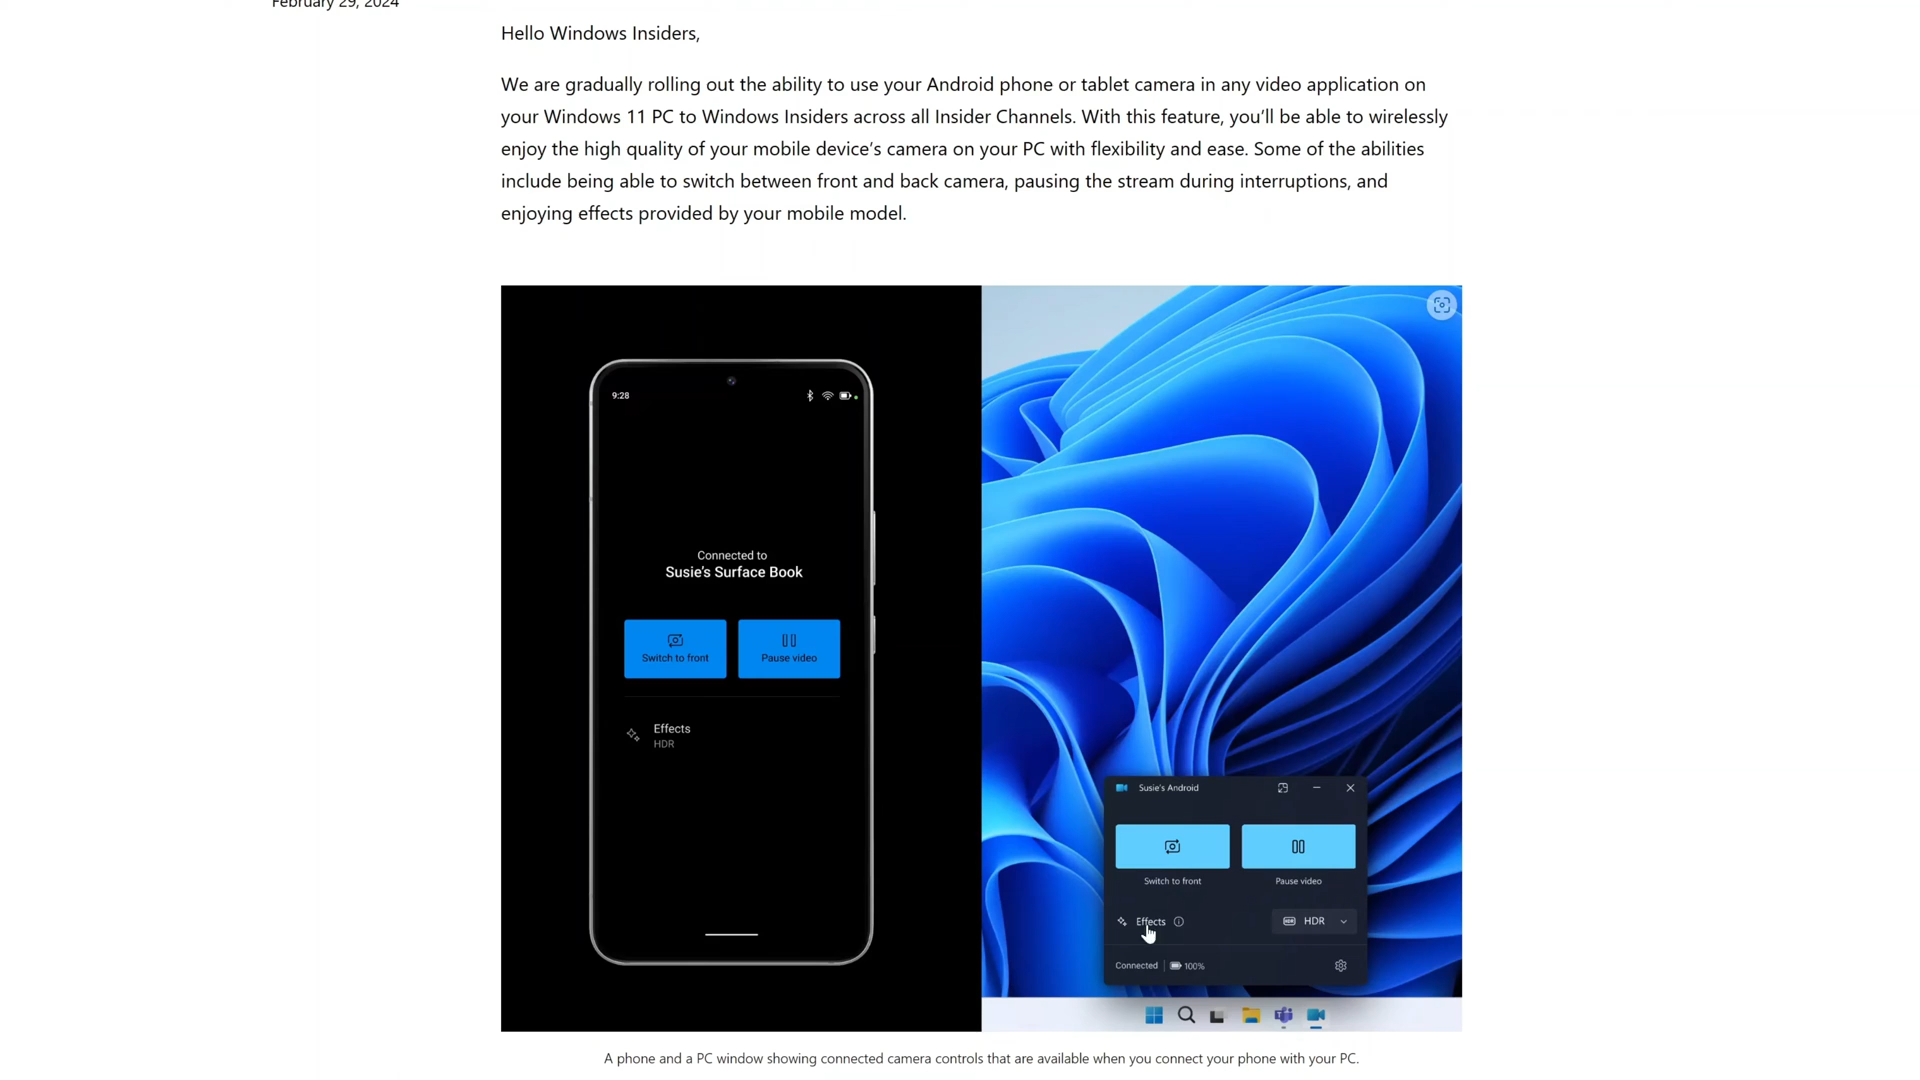 February 29, 2024
Hello Windows Insiders,
We are gradually rolling out the ability to use your Android phone or tablet camera in any video application on
your Windows 11 PC to Windows Insiders across all Insider Channels. With this feature, you’ll be able to wirelessly
enjoy the high quality of your mobile device’s camera on your PC with flexibility and ease. Some of the abilities
include being able to switch between front and back camera, pausing the stream during interruptions, and
enjoying effects provided by your mobile model.
9:28
Connected to
Susie’s Surface Book
Switch to front
Pause video
Effects
HDR
Susie’s Android
Switch to front
Pause video
Effects
HDR
Connected
100%
A phone and a PC window showing connected camera controls that are available when you connect your phone with your PC.